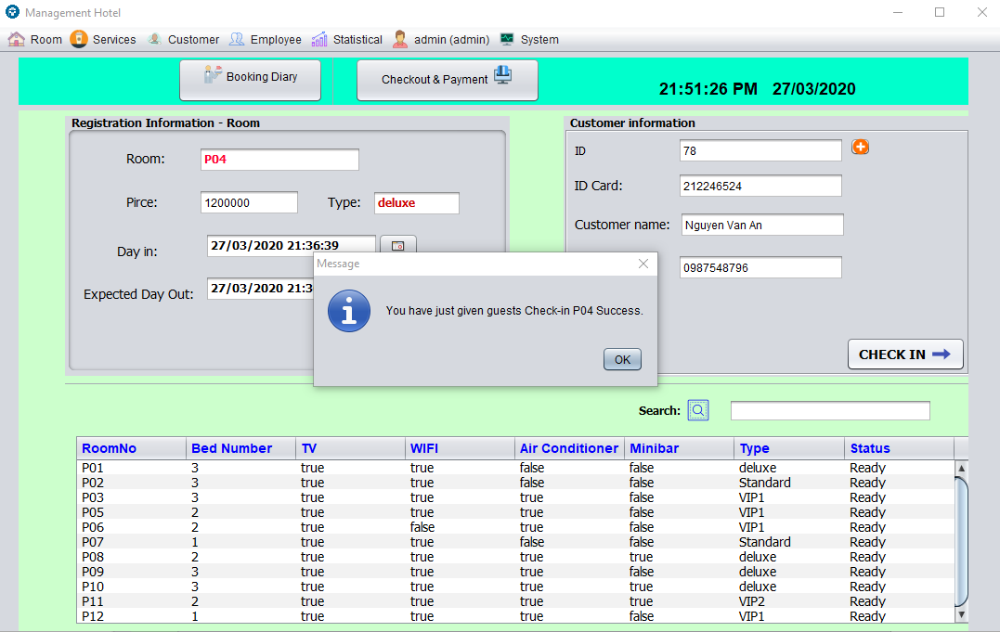 Management Hotel
Room Services Customer Employee Statistical admin (admin) System
Booking Diary Checkout & Payment 21:51:26 PM 27/03/2020
Registration Information - Room
Room: P04
Pirce: 1200000 Type: deluxe
Day in: 27/03/2020 21:36:39
Expected Day Out: 27/03/2020 21:3
Customer information
ID 78
ID Card: 212246524
Customer name: Nguyen Van An
0987548796
CHECK IN
Message
You have just given guests Check-in P04 Success.
OK
Search:
RoomNo Bed Number TV WIFI Air Conditioner Minibar Type Status
P01 3 true true false false deluxe Ready
P02 3 true true false false Standard Ready
P03 3 true true true false VIP1 Ready
P05 2 true true true false VIP1 Ready
P06 2 true false true false VIP1 Ready
P07 1 true true false false Standard Ready
P08 2 true true true true deluxe Ready
P09 3 true true true false deluxe Ready
P10 3 true true true true deluxe Ready
P11 2 true true true true VIP2 Ready
P12 1 true true true false VIP1 Ready